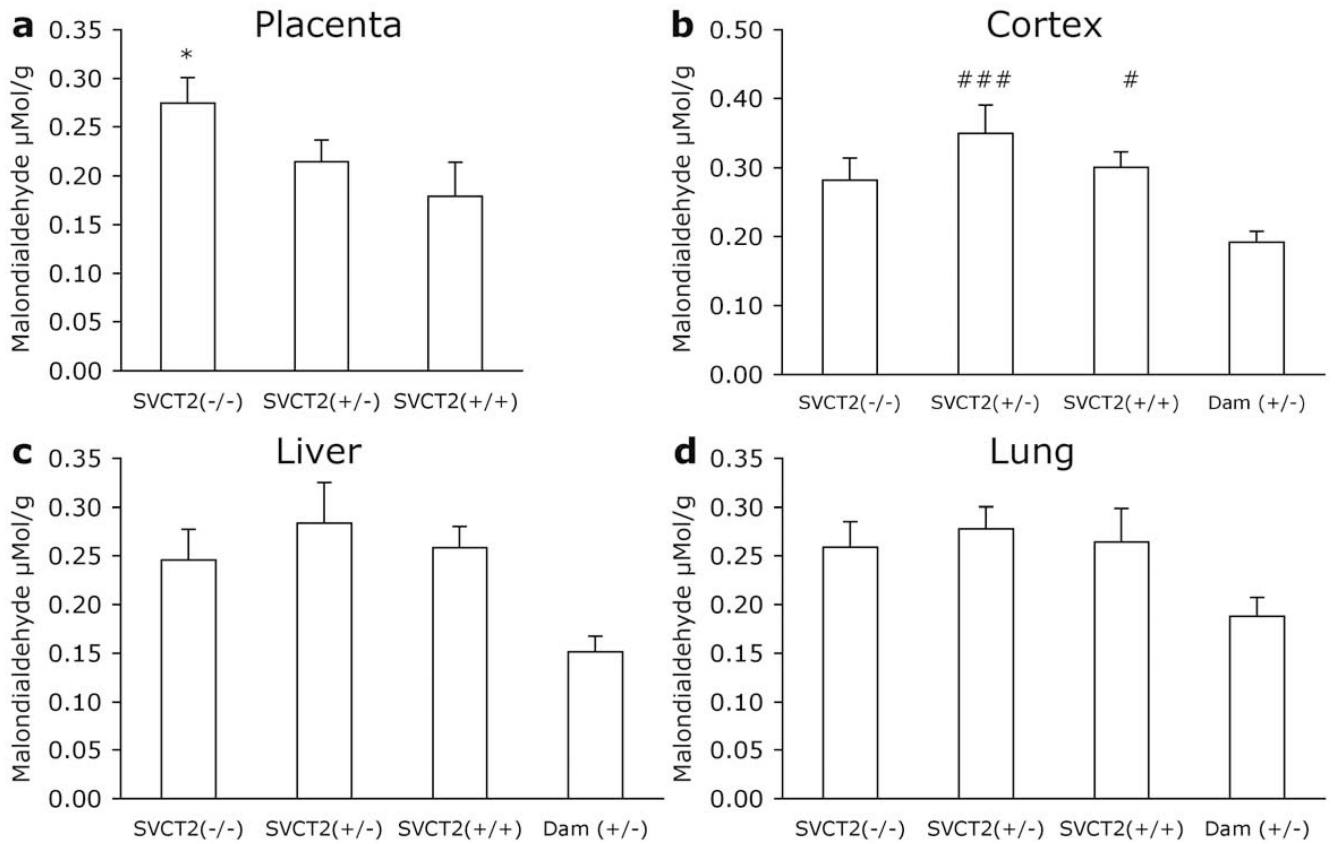 a Placenta
Malondialdehyde µMol/g
0.35
0.30
0.25
0.20
0.15
0.10
0.05
0.00
*
SVCT2(-/-) SVCT2(+/-) SVCT2(+/+)
b Cortex
Malondialdehyde µMol/g
0.50
0.40
0.30
0.20
0.10
0.00
### #
SVCT2(-/-) SVCT2(+/-) SVCT2(+/+) Dam (+/-)
c Liver
Malondialdehyde µMol/g
0.35
0.30
0.25
0.20
0.15
0.10
0.05
0.00
SVCT2(-/-) SVCT2(+/-) SVCT2(+/+) Dam (+/-)
d Lung
Malondialdehyde µMol/g
0.35
0.30
0.25
0.20
0.15
0.10
0.05
0.00
SVCT2(-/-) SVCT2(+/-) SVCT2(+/+) Dam (+/-)